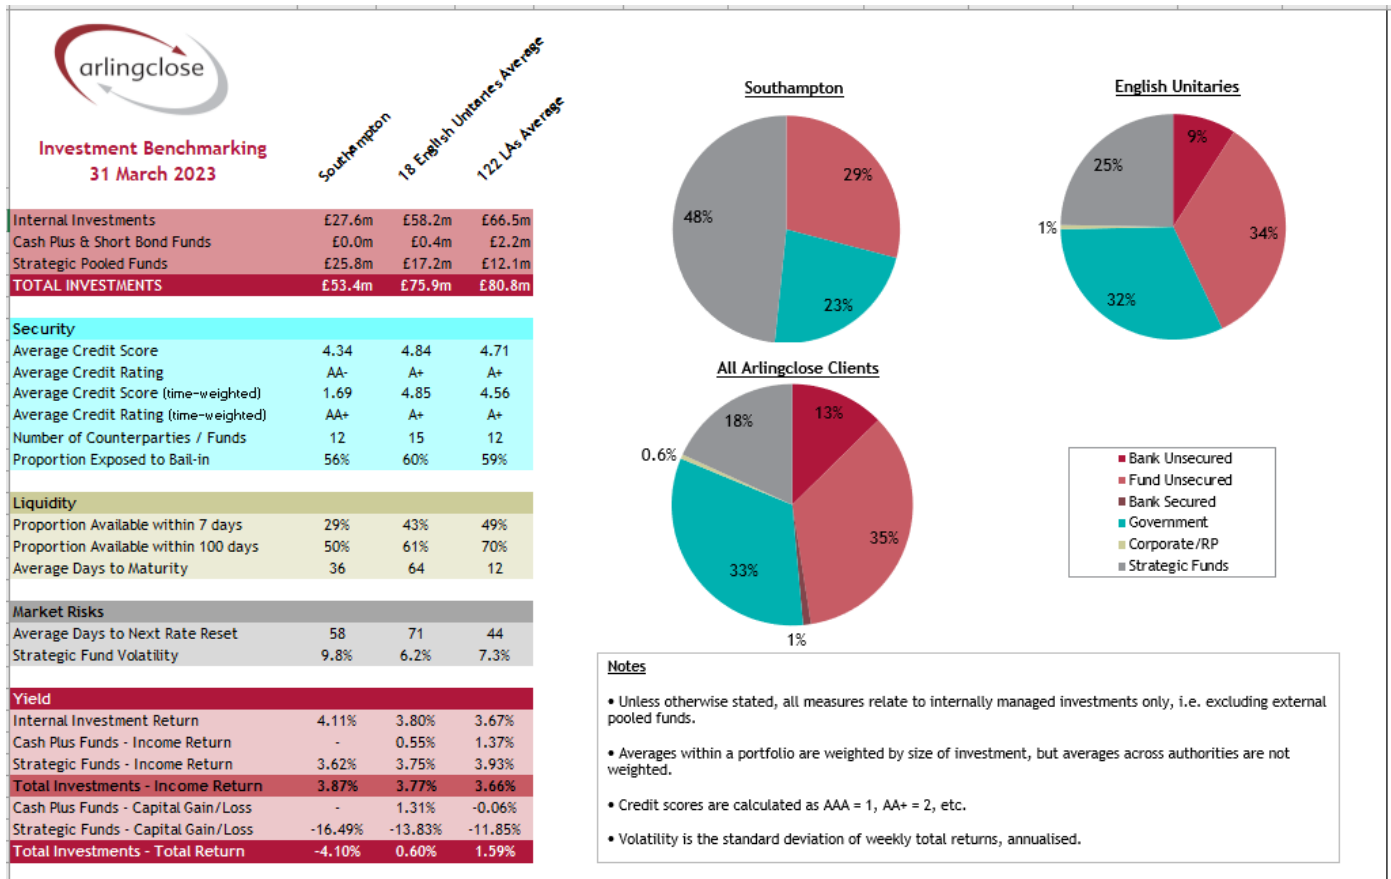 arlingclose
Investment Benchmarking
31 March 2023
Southampton
18 English Unitaries Average
122 LAs Average
Internal Investments £27.6m £58.2m £66.5m
Cash Plus & Short Bond Funds £0.0m £0.4m £2.2m
Strategic Pooled Funds £25.8m £17.2m £12.1m
TOTAL INVESTMENTS £53.4m £75.9m £80.8m
Security
Average Credit Score 4.34 4.84 4.71
Average Credit Rating AA- A+ A+
Average Credit Score (time-weighted) 1.69 4.85 4.56
Average Credit Rating (time-weighted) AA+ A+ A+
Number of Counterparties / Funds 12 15 12
Proportion Exposed to Bail-in 56% 60% 59%
Liquidity
Proportion Available within 7 days 29% 43% 49%
Proportion Available within 100 days 50% 61% 70%
Average Days to Maturity 36 64 12
Market Risks
Average Days to Next Rate Reset 58 71 44
Strategic Fund Volatility 9.8% 6.2% 7.3%
Yield
Internal Investment Return 4.11% 3.80% 3.67%
Cash Plus Funds - Income Return - 0.55% 1.37%
Strategic Funds - Income Return 3.62% 3.75% 3.93%
Total Investments - Income Return 3.87% 3.77% 3.66%
Cash Plus Funds - Capital Gain/Loss - 1.31% -0.06%
Strategic Funds - Capital Gain/Loss -16.49% -13.83% -11.85%
Total Investments - Total Return -4.10% 0.60% 1.59%
Southampton
29%
48%
23%
English Unitaries
9%
25%
1%
34%
32%
All Arlingclose Clients
13%
18%
0.6%
35%
33%
1%
Bank Unsecured
Fund Unsecured
Bank Secured
Government
Corporate/RP
Strategic Funds
Notes
• Unless otherwise stated, all measures relate to internally managed investments only, i.e. excluding external
pooled funds.
• Averages within a portfolio are weighted by size of investment, but averages across authorities are not
weighted.
• Credit scores are calculated as AAA = 1, AA+ = 2, etc.
• Volatility is the standard deviation of weekly total returns, annualised.